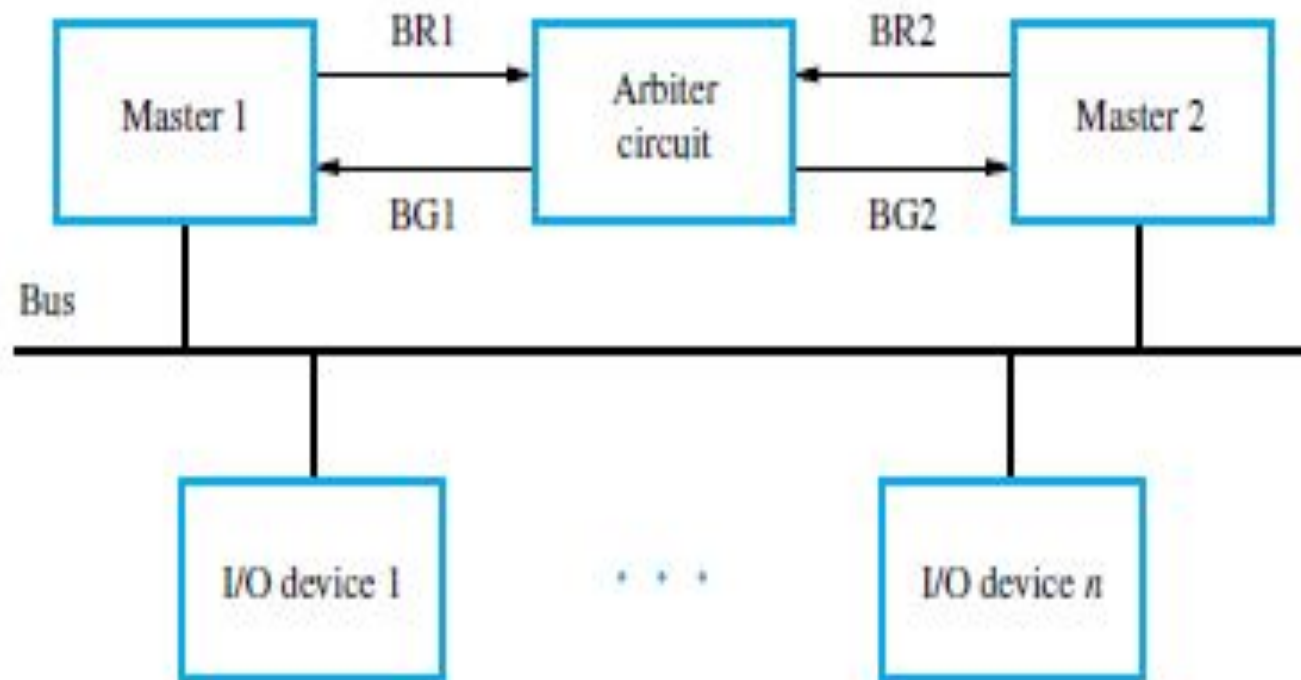 BR1
BR2
Master 1
Arbiter
circuit
Master 2
BG1
BG2
Bus
I/O device 1
. . .
I/O device n